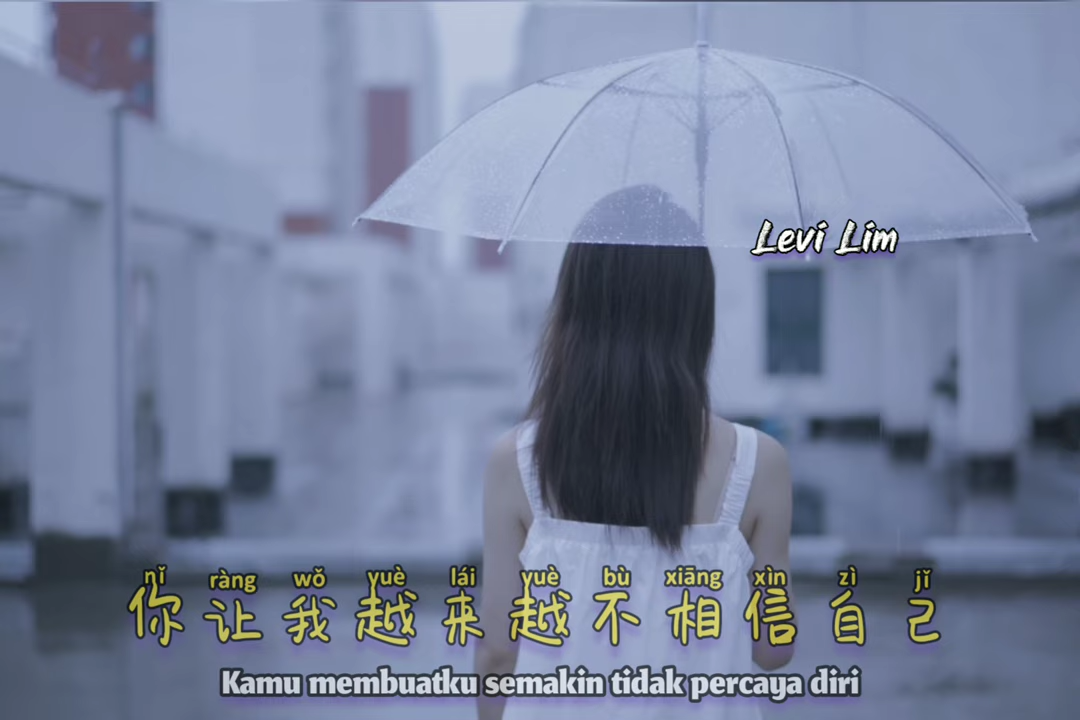 Levi Lim
nǐ ràng wǒ yuè lái yuè bù xiāng xìn zì jǐ
你让我越来越不相信自己
Kamu membuatku semakin tidak percaya diri